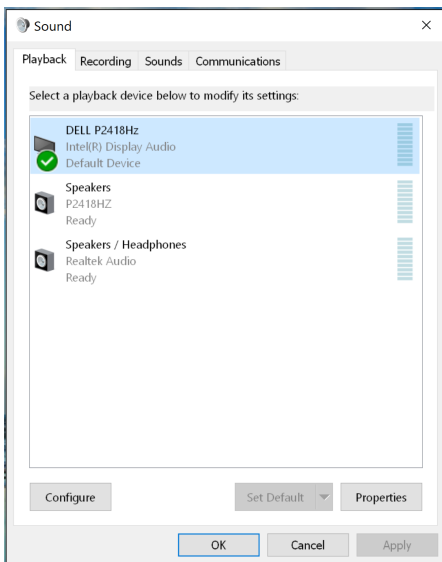 Sound
Playback Recording Sounds Communications
Select a playback device below to modify its settings:
DELL P2418Hz
Intel(R) Display Audio
Default Device
Speakers
P2418HZ
Ready
Speakers / Headphones
Realtek Audio
Ready
Configure Set Default Properties
OK Cancel Apply